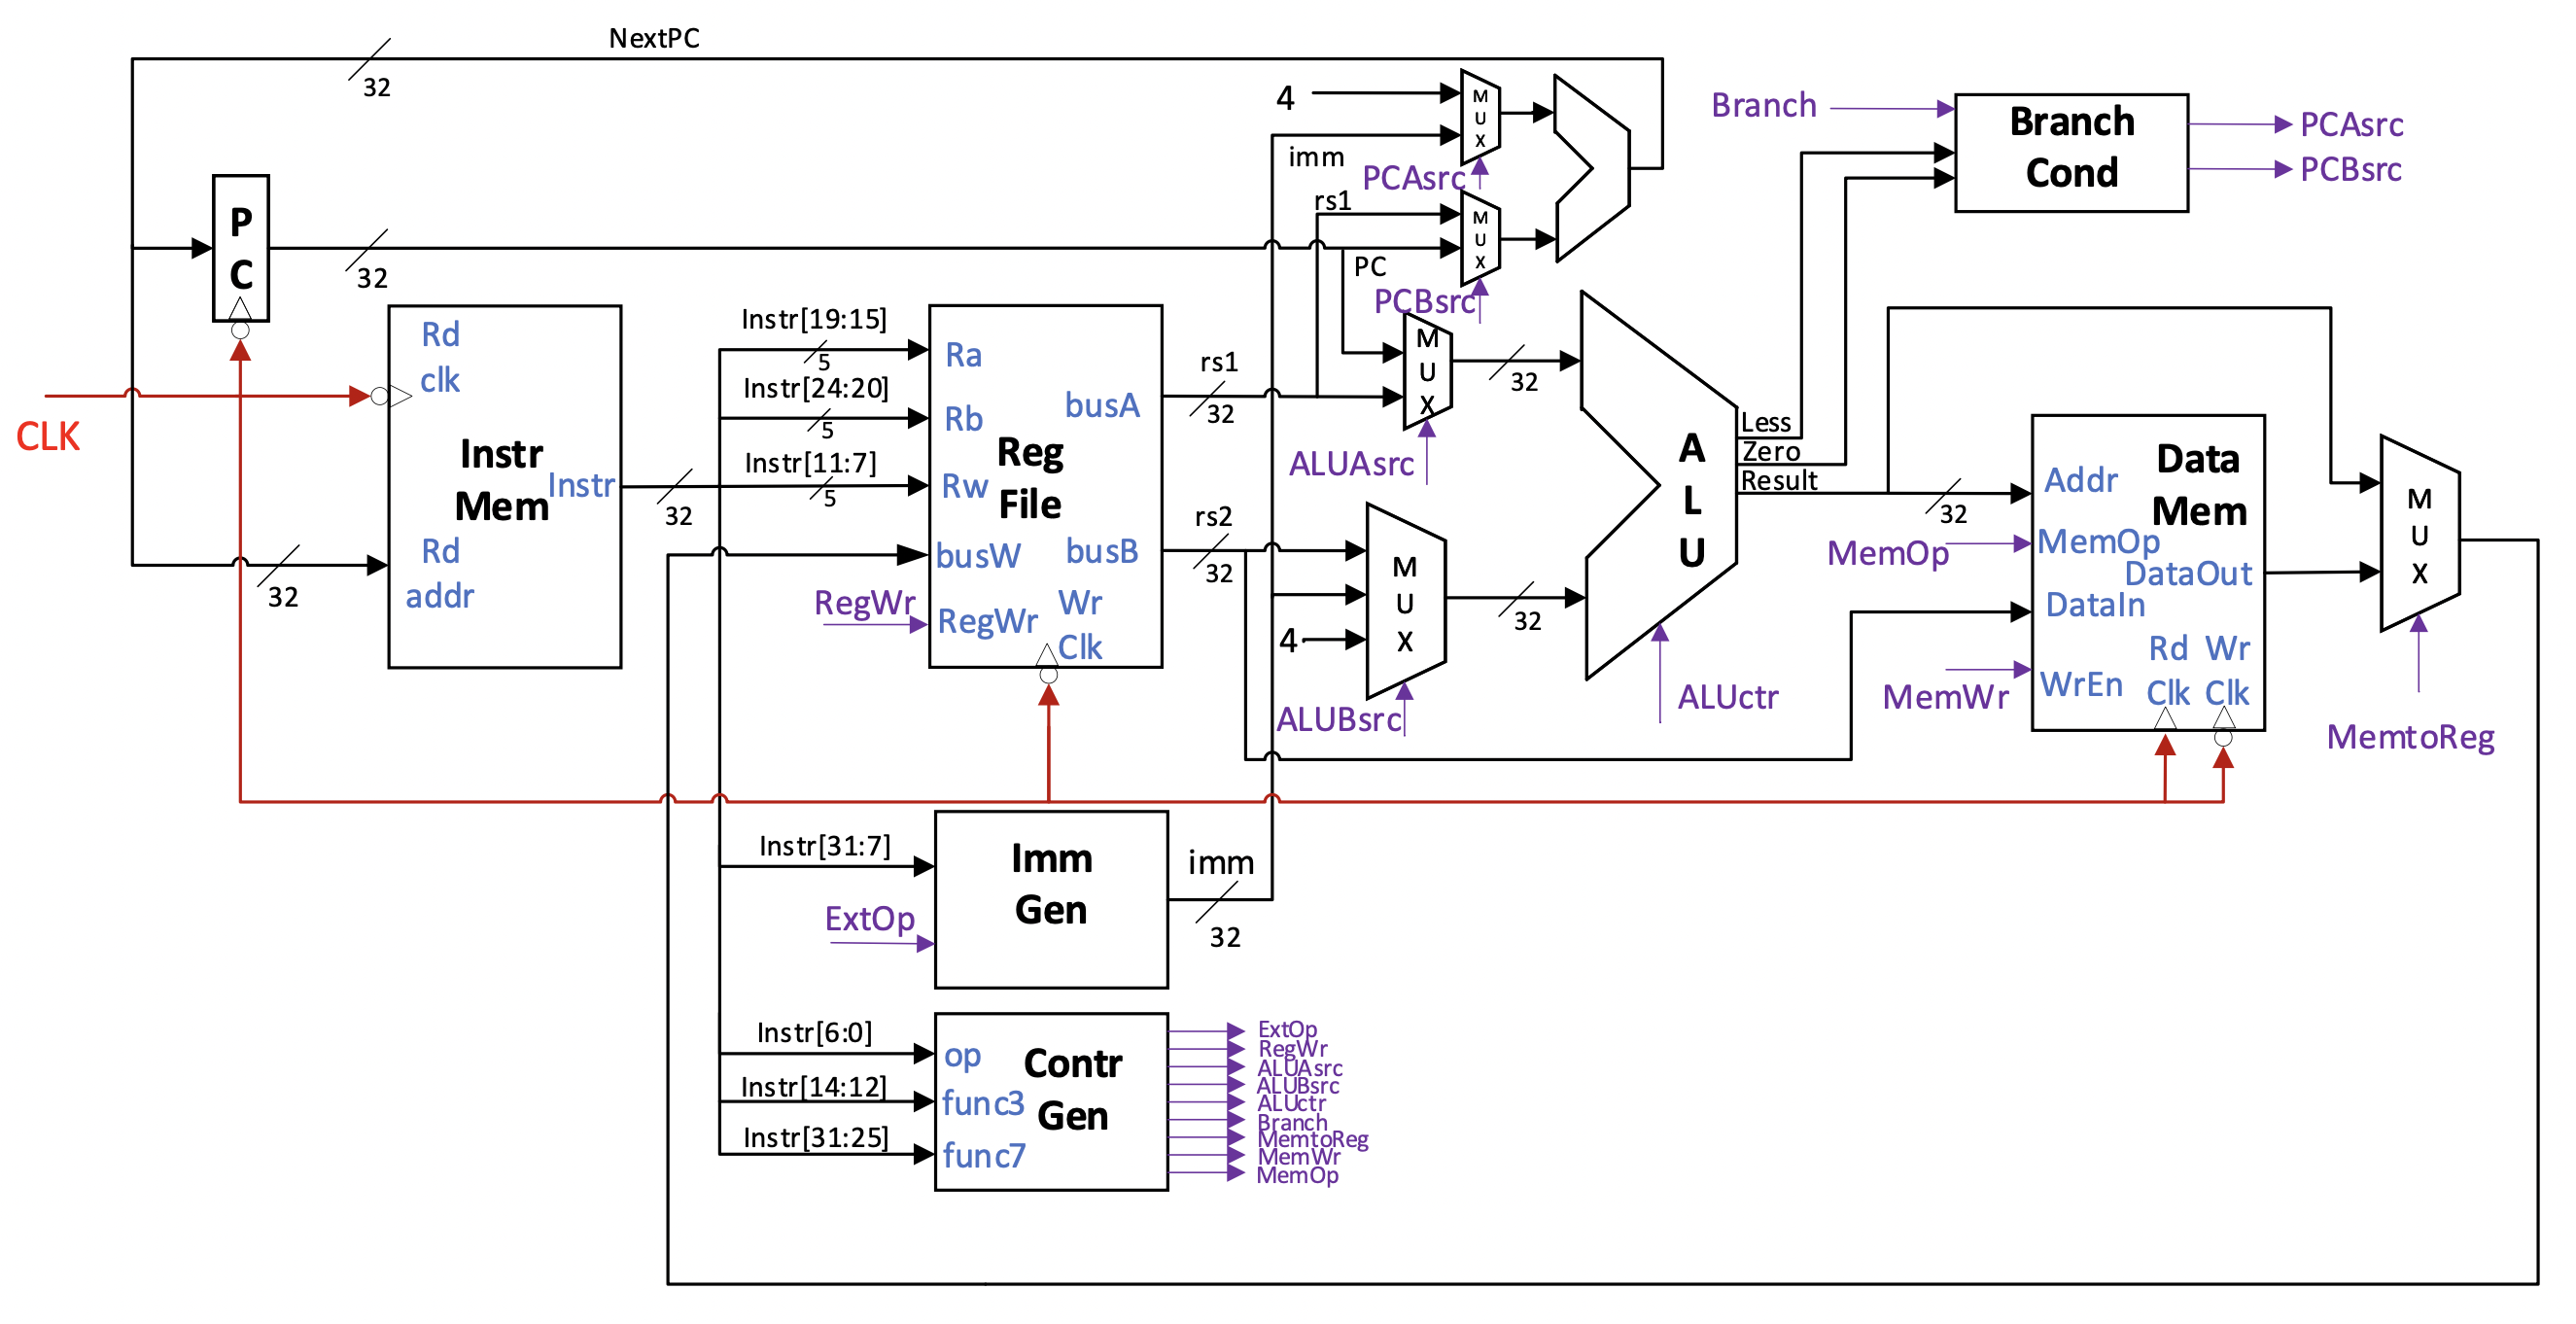 NextPC
32
4
M
U
X
imm
PCAsrc
rs1
M
U
X
PC
PCBsrc
Branch
Branch
Cond
PCAsrc
PCBsrc
P
C
32
CLK
Rd
clk
Instr
Mem
Instr
Rd
addr
32
32
Instr[19:15]
5
Instr[24:20]
5
Instr[11:7]
5
RegWr
Ra
Rb
Rw
busW
RegWr
Reg
File
busA
busB
Wr
Clk
rs1
32
rs2
32
M
U
X
ALUAsrc
32
M
U
X
4
ALUBsrc
32
A
L
U
Less
Zero
Result
ALUctr
32
MemOp
MemWr
Addr
Data
Mem
MemOp
DataOut
DataIn
Rd Wr
WrEn
Clk Clk
M
U
X
MemtoReg
Instr[31:7]
ExtOp
Imm
Gen
imm
32
Instr[6:0]
Instr[14:12]
Instr[31:25]
op
func3
func7
Contr
Gen
ExtOp
RegWr
ALUAsrc
ALUBsrc
ALUctr
Branch
MemtoReg
MemWr
MemOp